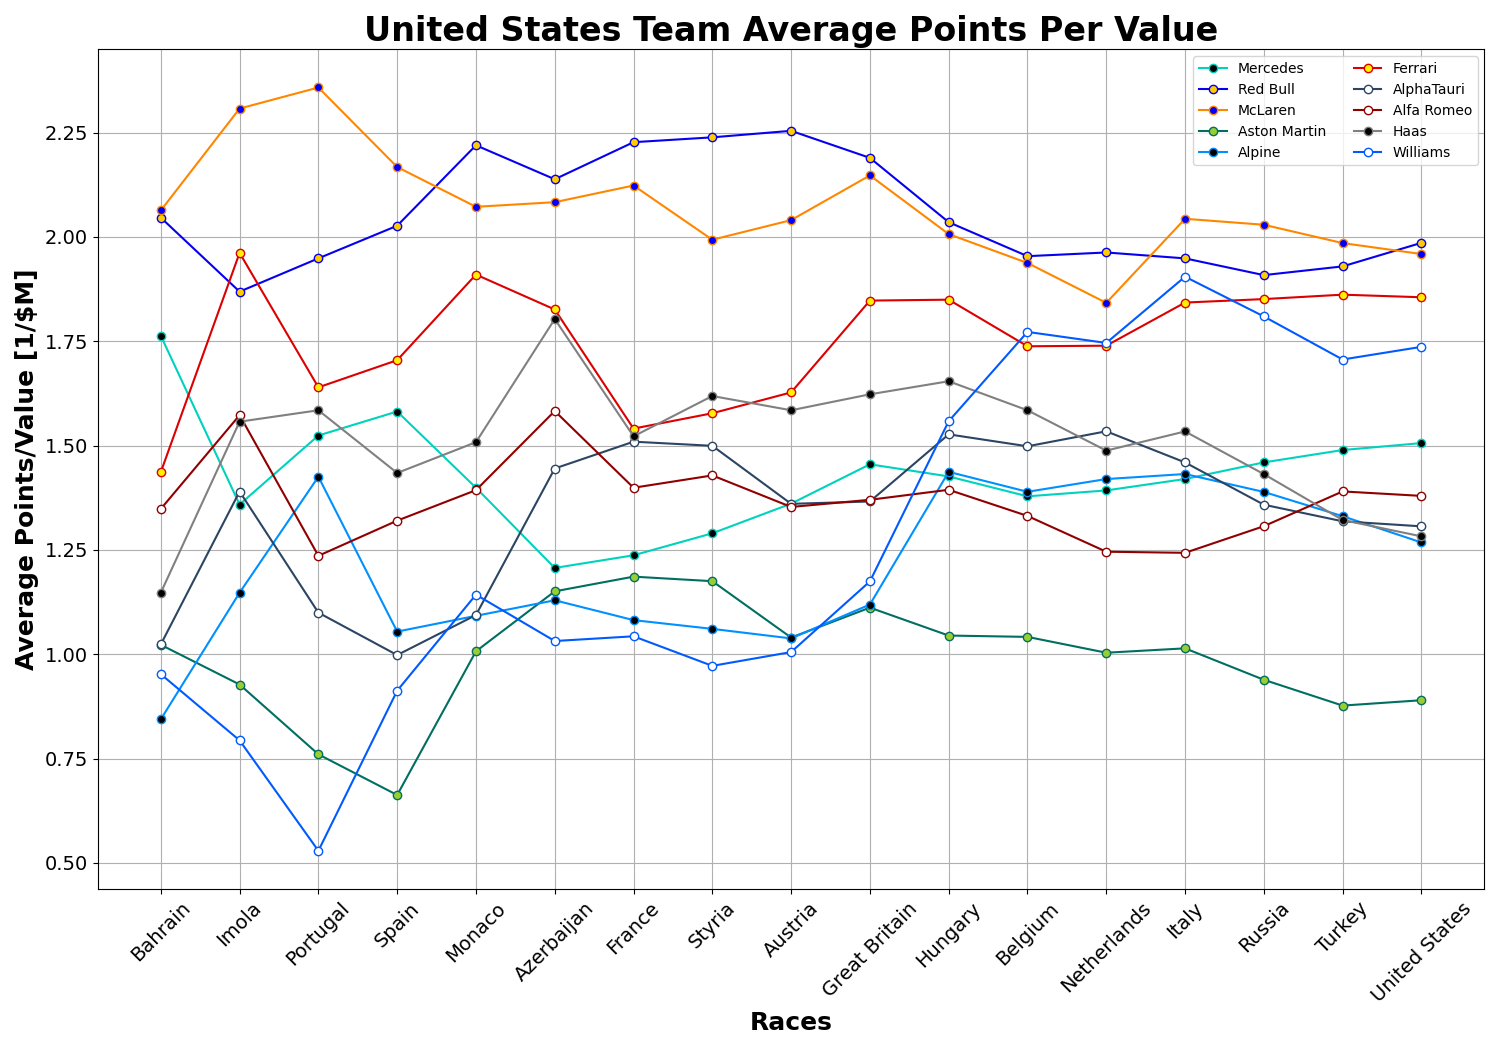 United States Team Average Points Per Value
Average Points/Value [1/$M]
2.25
2.00
1.75
1.50
1.25
1.00
0.75
0.50
Mercedes
Red Bull
McLaren
Aston Martin
Alpine
Ferrari
AlphaTauri
Alfa Romeo
Haas
Williams
Bahrain
Imola
Portugal
Spain
Monaco
Azerbaijan
France
Styria
Austria
Great Britain
Hungary
Belgium
Netherlands
Italy
Russia
Turkey
United States
Races